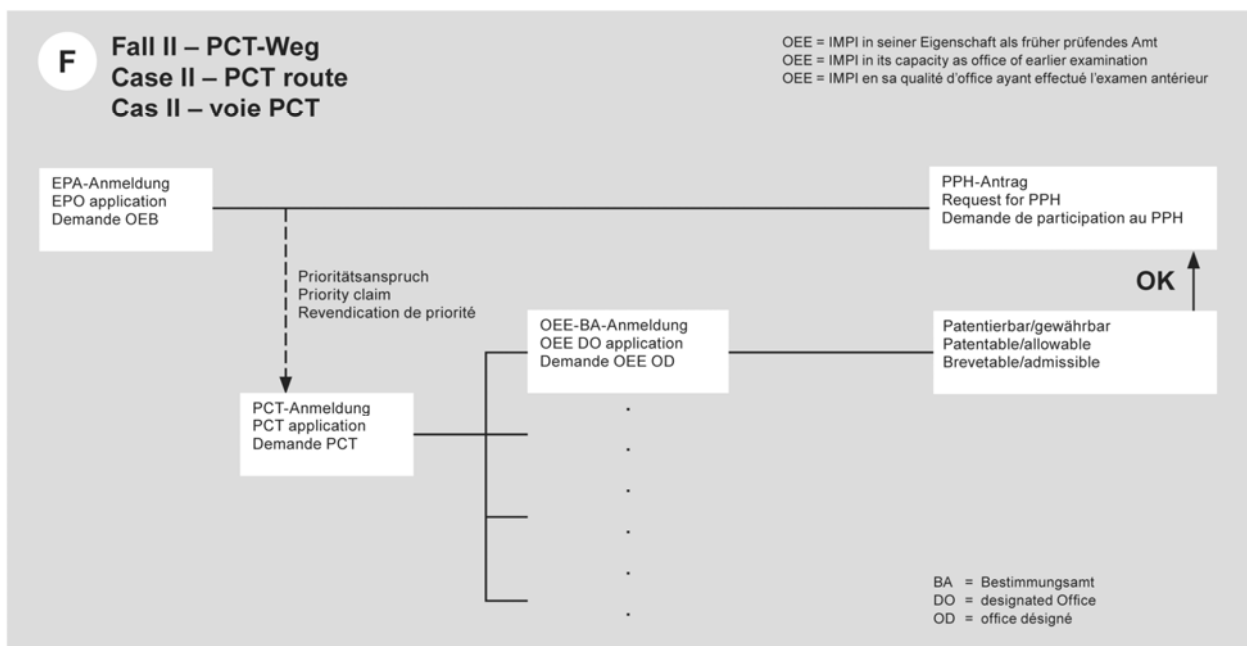 F
Fall II – PCT-Weg
Case II – PCT route
Cas II – voie PCT
OEE = IMPI in seiner Eigenschaft als früher prüfendes Amt
OEE = IMPI in its capacity as office of earlier examination
OEE = IMPI en sa qualité d'office ayant effectué l'examen antérieur
EPA-Anmeldung
EPO application
Demande OEB
PPH-Antrag
Request for PPH
Demande de participation au PPH
Prioritätsanspruch
Priority claim
Revendication de priorité
OK
OEE-BA-Anmeldung
OEE DO application
Demande OEE OD
Patentierbar/gewährbar
Patentable/allowable
Brevetable/admissible
PCT-Anmeldung
PCT application
Demande PCT
BA = Bestimmungsamt
DO = designated Office
OD = office désigné